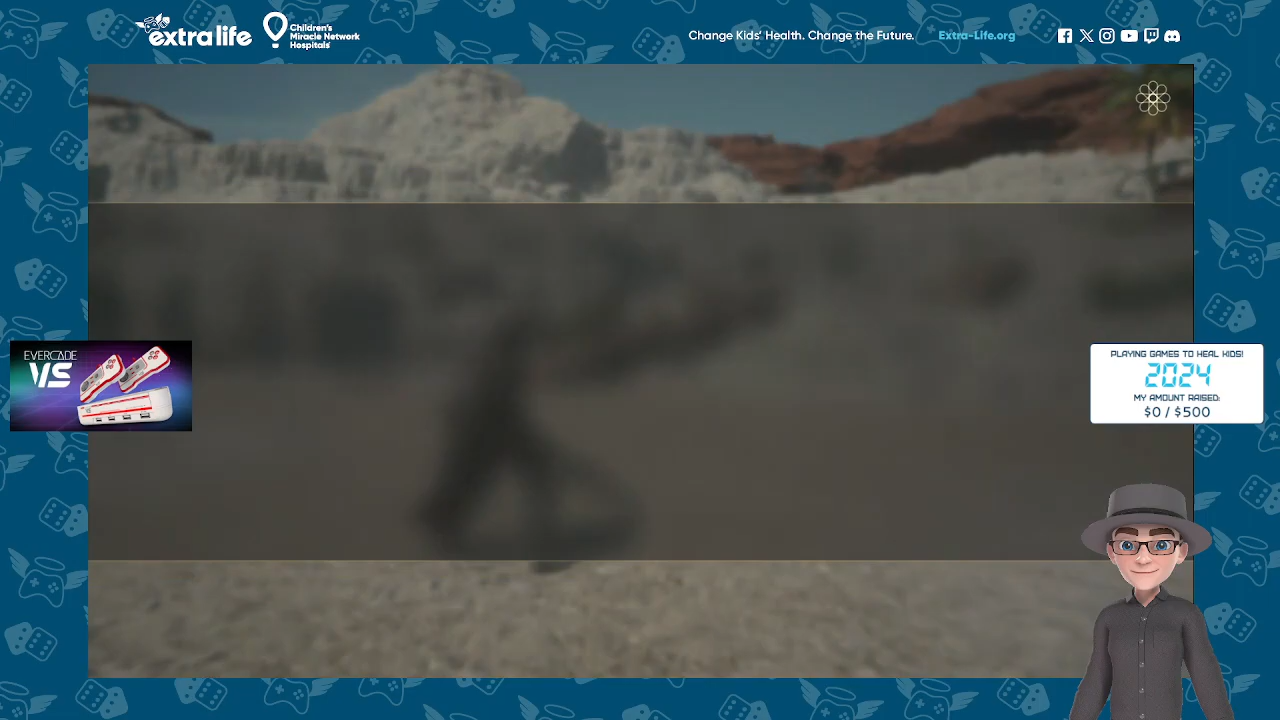 extra life
Children's
Miracle Network
Hospitals
Change Kids' Health. Change the Future.
Extra-Life.org
EVERCADE
VS
PLAYING GAMES TO HEAL KIDS!
2024
MY AMOUNT RAISED:
$0 / $500